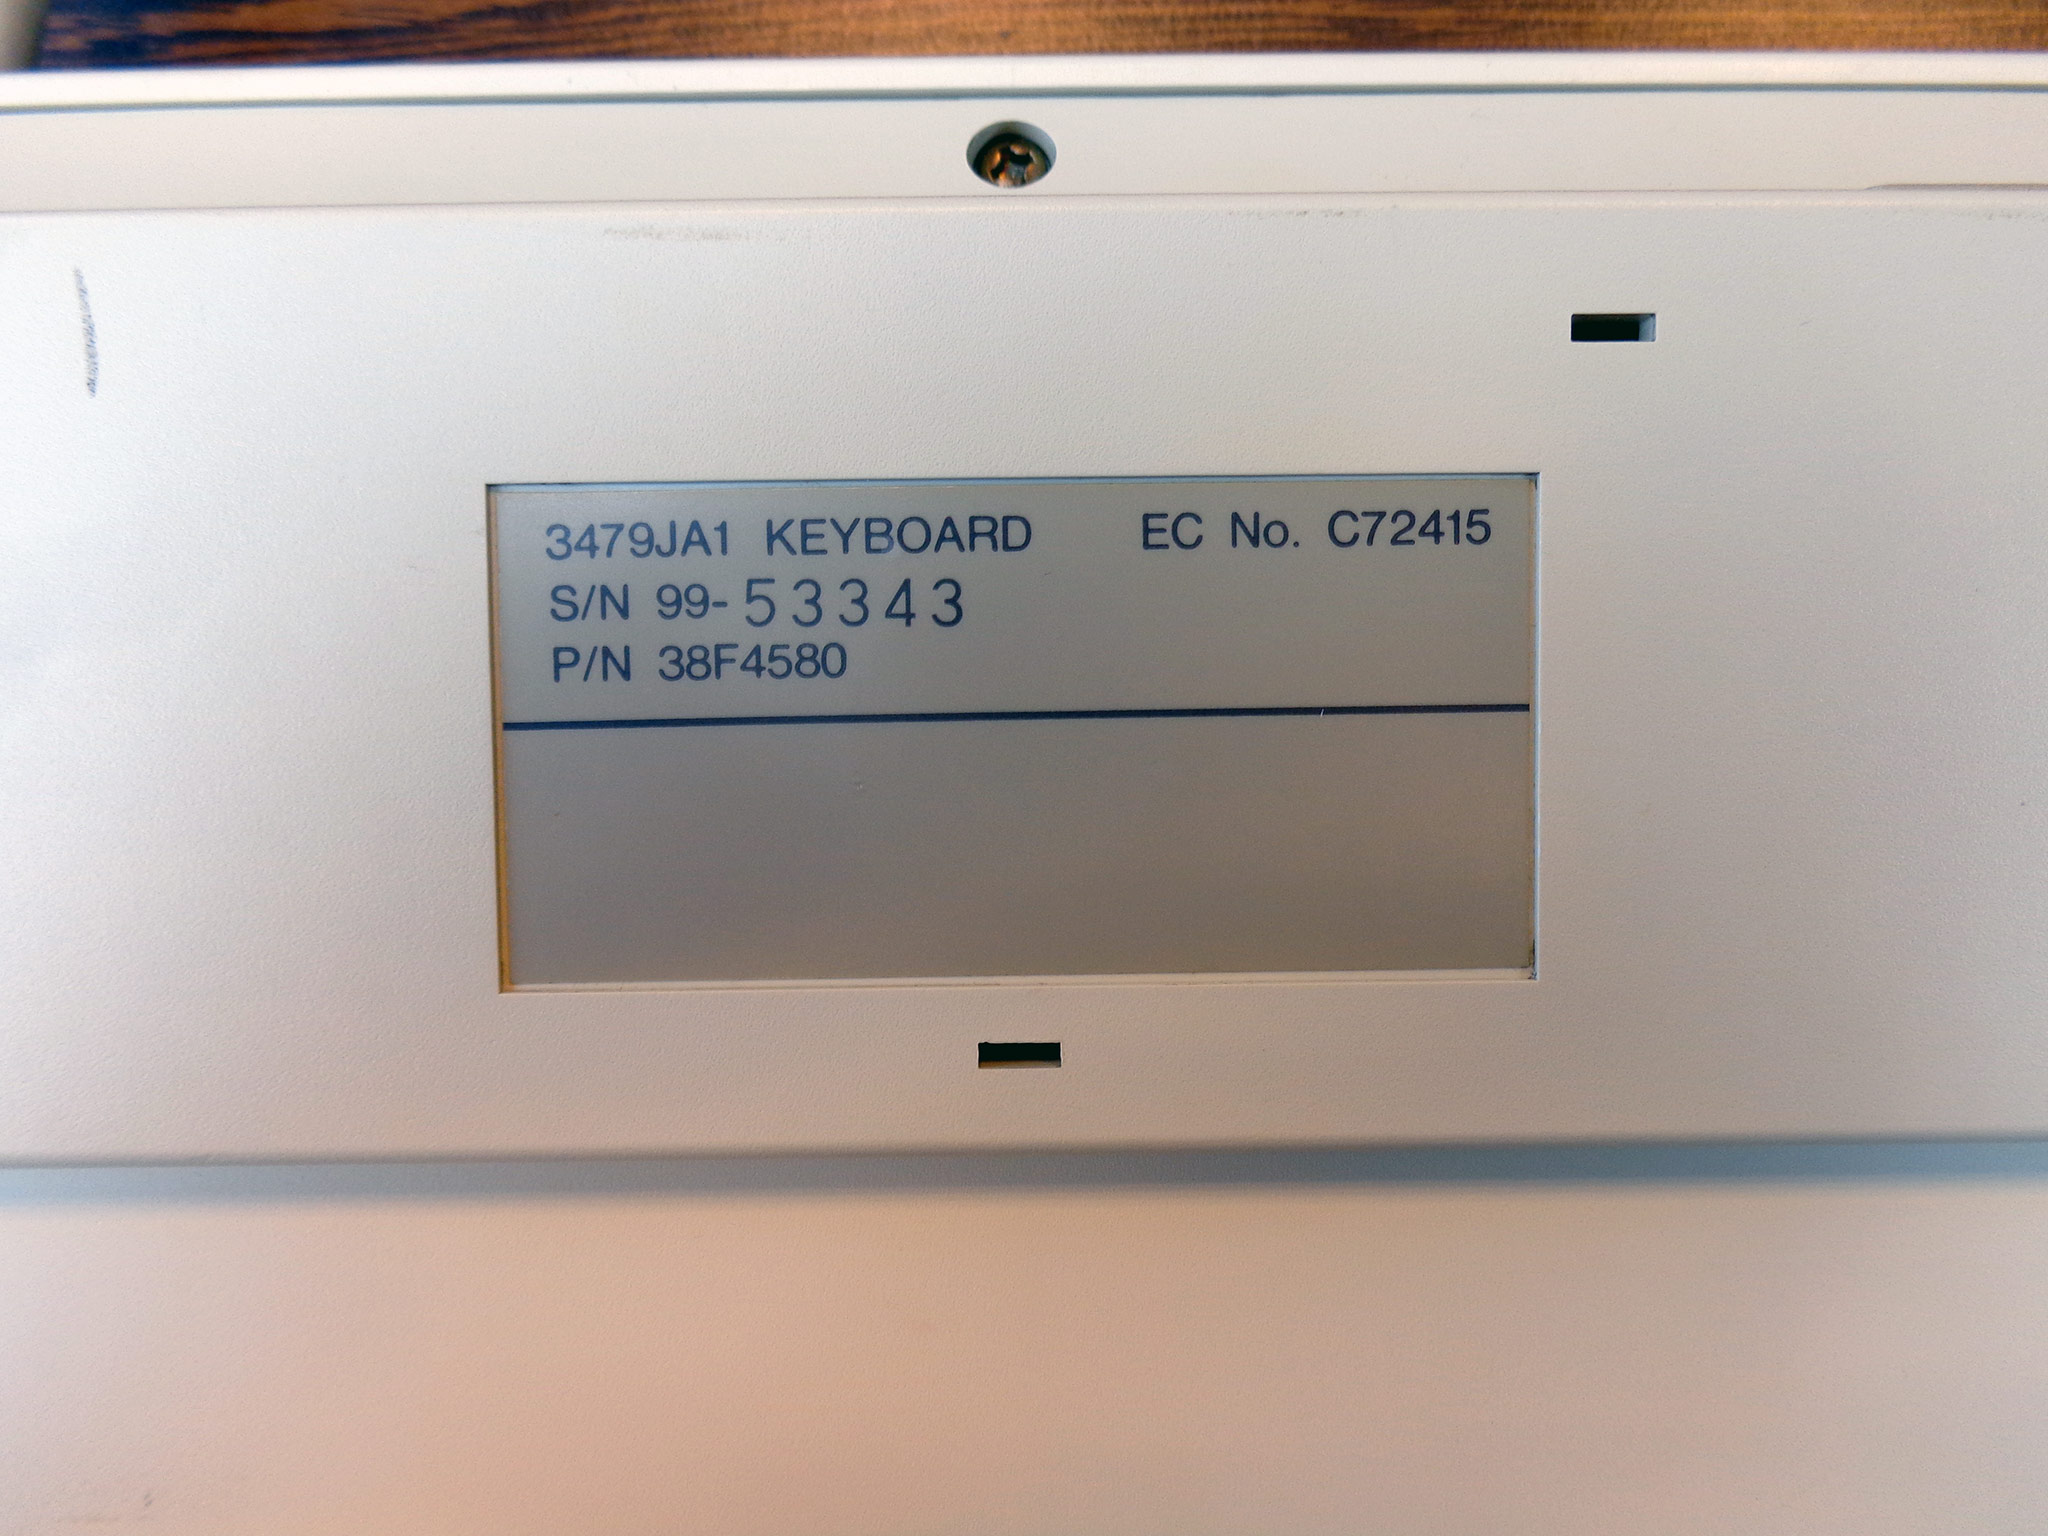 3479JA1 KEYBOARD EC No. C72415
S/N 99-53343
P/N 38F4580